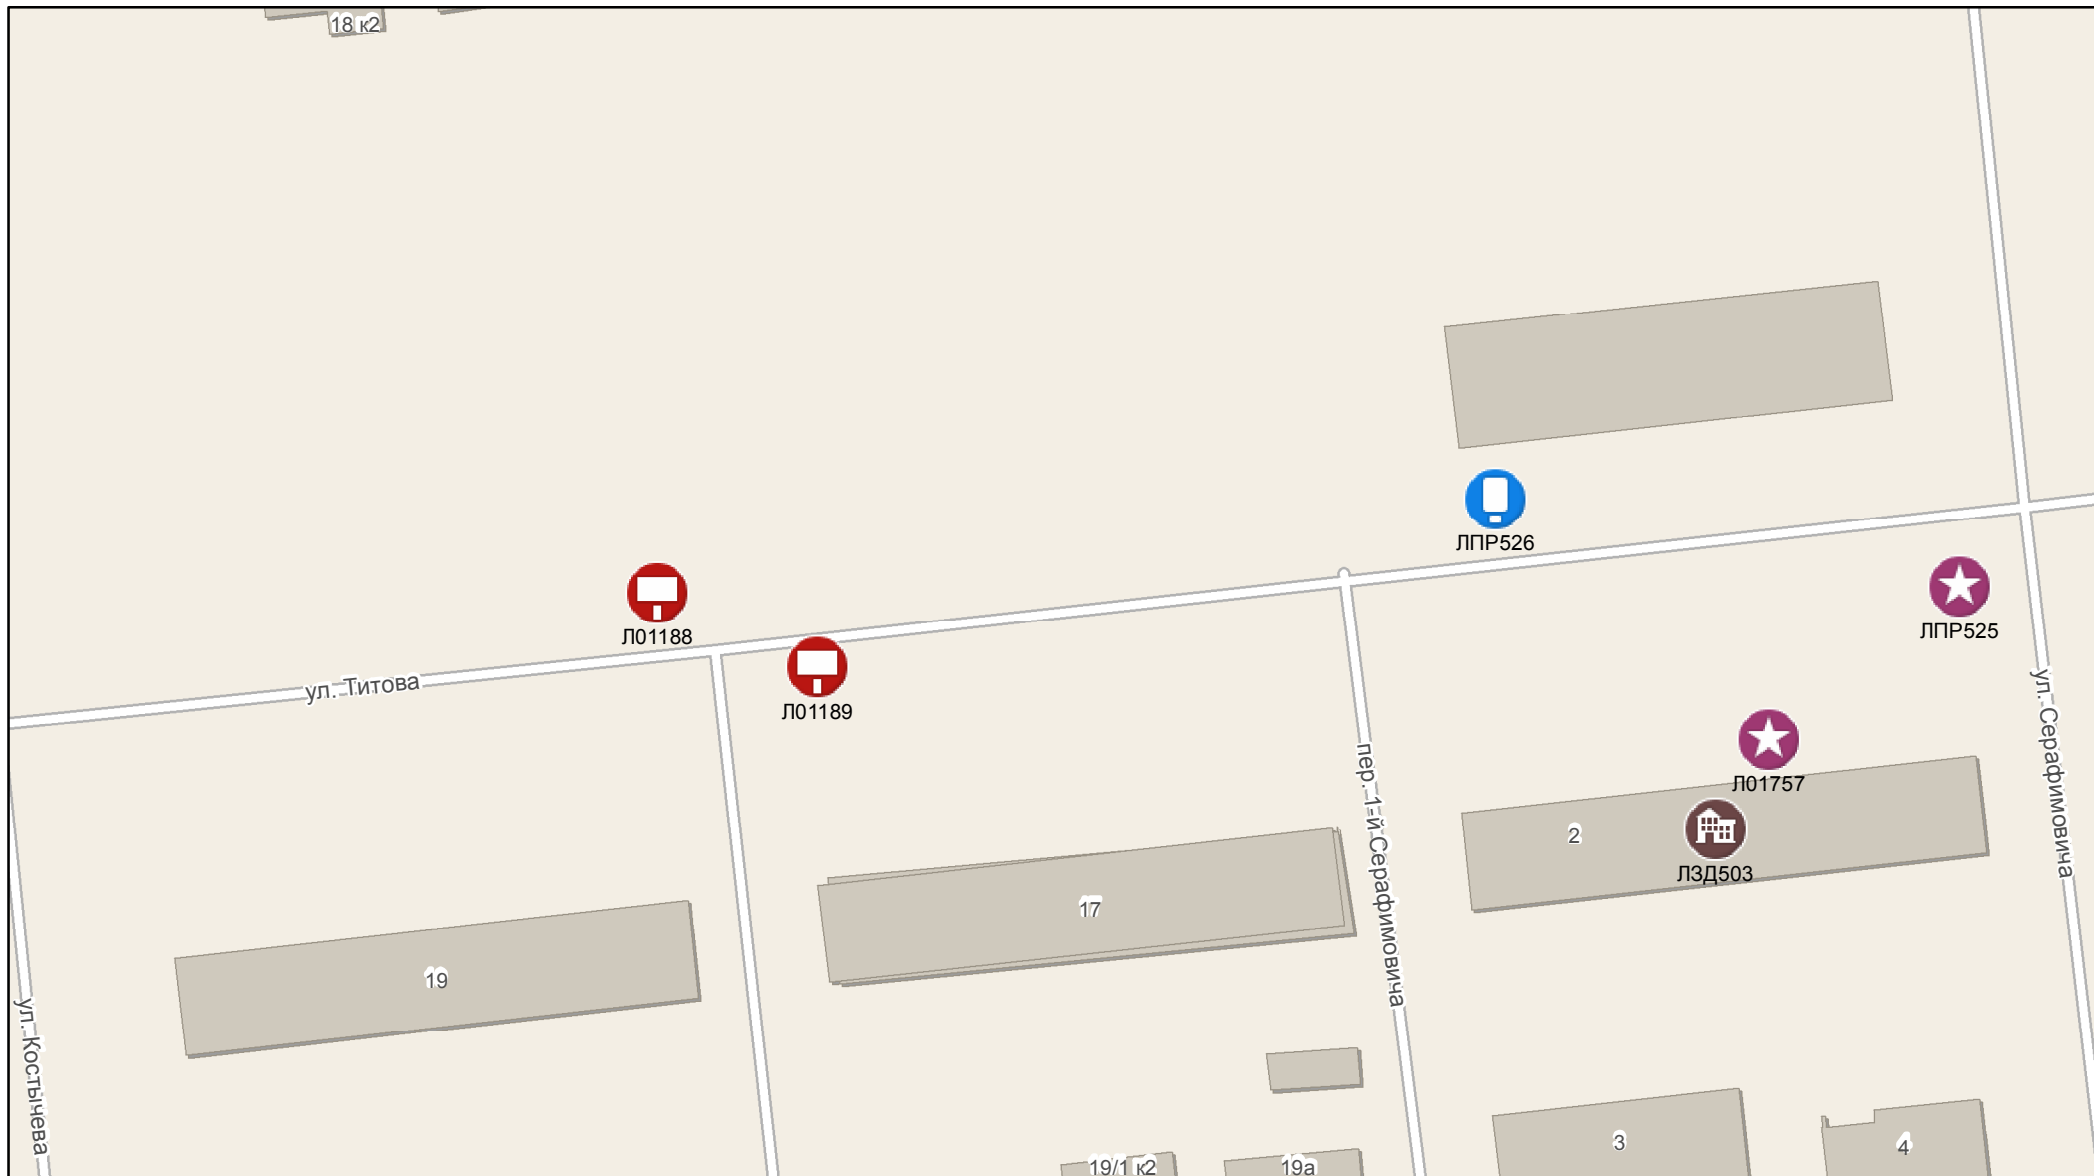 18 к2
ЛПР526
Л01188
ЛПР525
ул. Титова
Л01189
ул. Серафимовича
пер. 1-й Серафимовича
Л01757
2
ЛЗД503
17
19
ул. Костычева
3
4
19/1 к2
19а